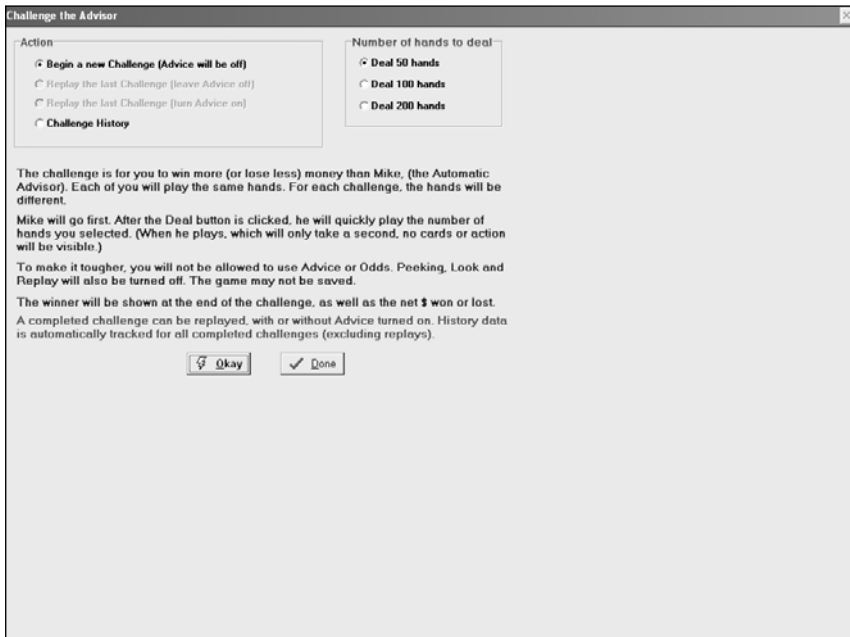 Challenge the Advisor
Action
Begin a new Challenge (Advice will be off)
Replay the last Challenge (leave Advice off)
Replay the last Challenge (turn Advice on)
Challenge History
Number of hands to deal
Deal 50 hands
Deal 100 hands
Deal 200 hands
The challenge is for you to win more (or lose less) money than Mike, (the Automatic
Advisor). Each of you will play the same hands. For each challenge, the hands will be
different.
Mike will go first. After the Deal button is clicked, he will quickly play the number of
hands you selected. (When he plays, which will only take a second, no cards or action
will be visible.)
To make it tougher, you will not be allowed to use Advice or Odds. Peeking, Look and
Replay will also be turned off. The game may not be saved.
The winner will be shown at the end of the challenge, as well as the net $ won or lost.
A completed challenge can be replayed, with or without Advice turned on. History data
is automatically tracked for all completed challenges (excluding replays).
Okay
Done